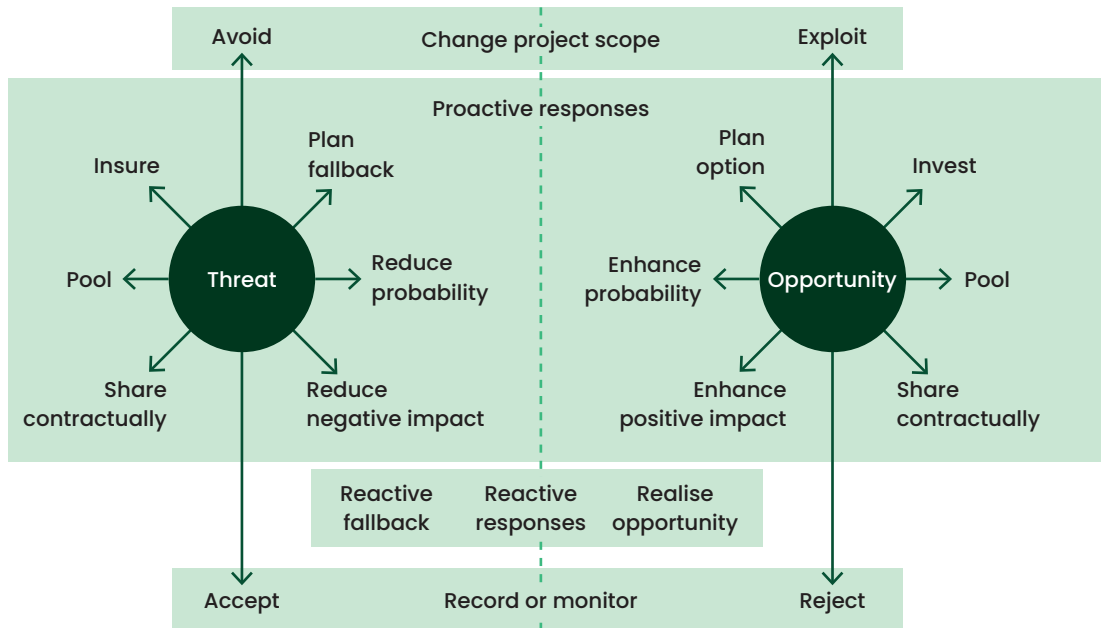 Avoid
Change project scope
Exploit
Proactive responses
Insure
Plan
fallback
Pool
Threat
Reduce
probability
Share
contractually
Reduce
negative impact
Plan
option
Invest
Enhance
probability
Opportunity
Pool
Enhance
positive impact
Share
contractually
Reactive
fallback
Reactive
responses
Realise
opportunity
Accept
Record or monitor
Reject